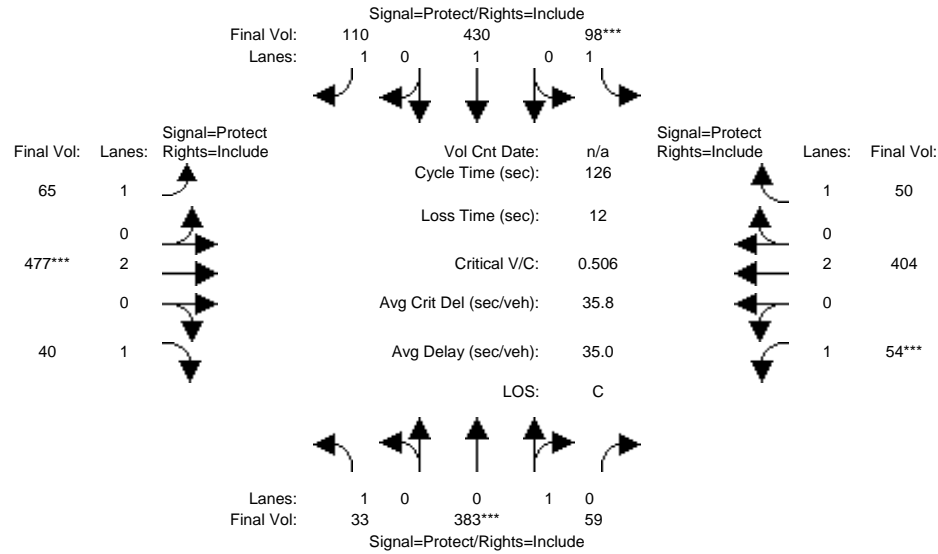 Signal=Protect/Rights=Include
Final Vol: 110 430 98***
Lanes: 1 0 1 0 1
Signal=Protect
Final Vol: Lanes: Rights=Include
Vol Cnt Date: n/a
Signal=Protect
Rights=Include Lanes: Final Vol:
Cycle Time (sec): 126
65 1
1 50
Loss Time (sec): 12
0
0
477*** 2
Critical V/C: 0.506
2 404
0
Avg Crit Del (sec/veh): 35.8
0
40 1
Avg Delay (sec/veh): 35.0
1 54***
LOS: C
Lanes: 1 0 0 1 0
Final Vol: 33 383*** 59
Signal=Protect/Rights=Include